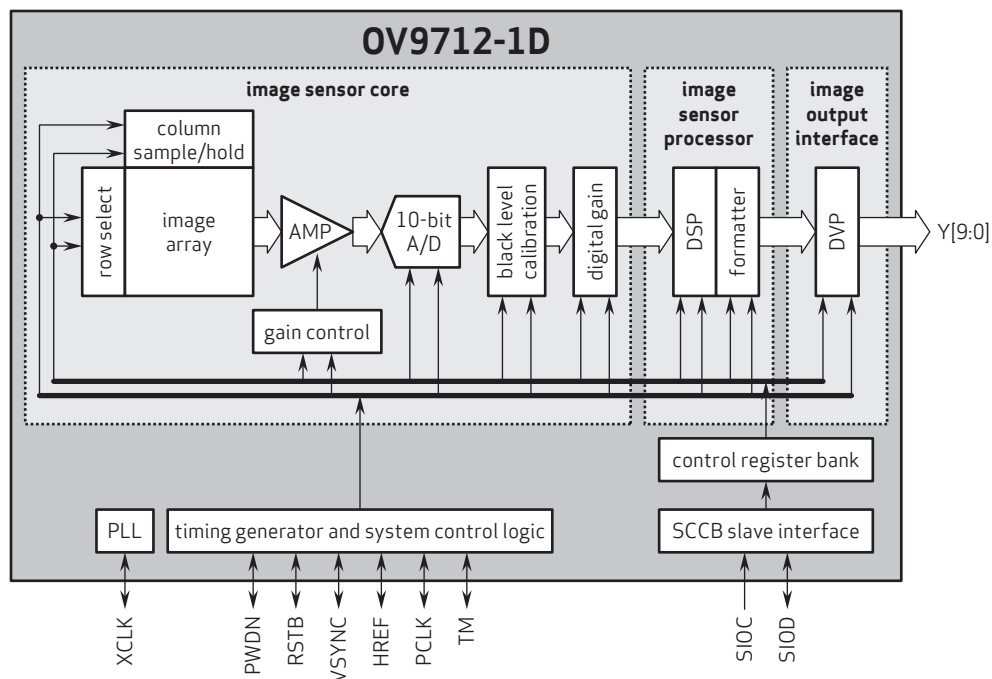 OV9712-1D
image sensor core
image
sensor
processor
image
output
interface
column
sample/hold
row select
image
array
AMP
10-bit
A/D
black level
calibration
digital gain
DSP
formatter
DVP
Y[9:0]
gain control
control register bank
PLL
timing generator and system control logic
SCCB slave interface
XCLK
PWDN
RSTB
VSYNC
HREF
PCLK
TM
SIOC
SIOD